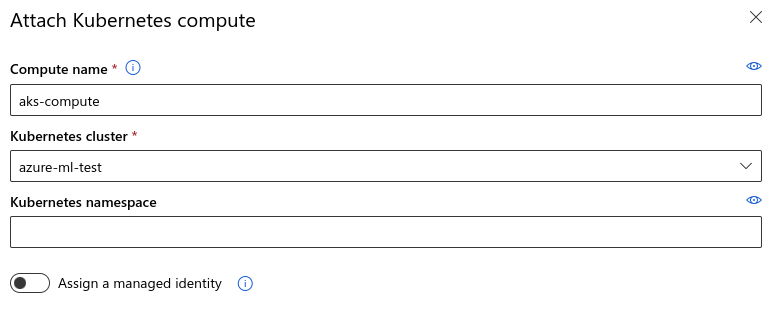 Attach Kubernetes compute
Compute name *
aks-compute
Kubernetes cluster *
azure-ml-test
Kubernetes namespace
Assign a managed identity